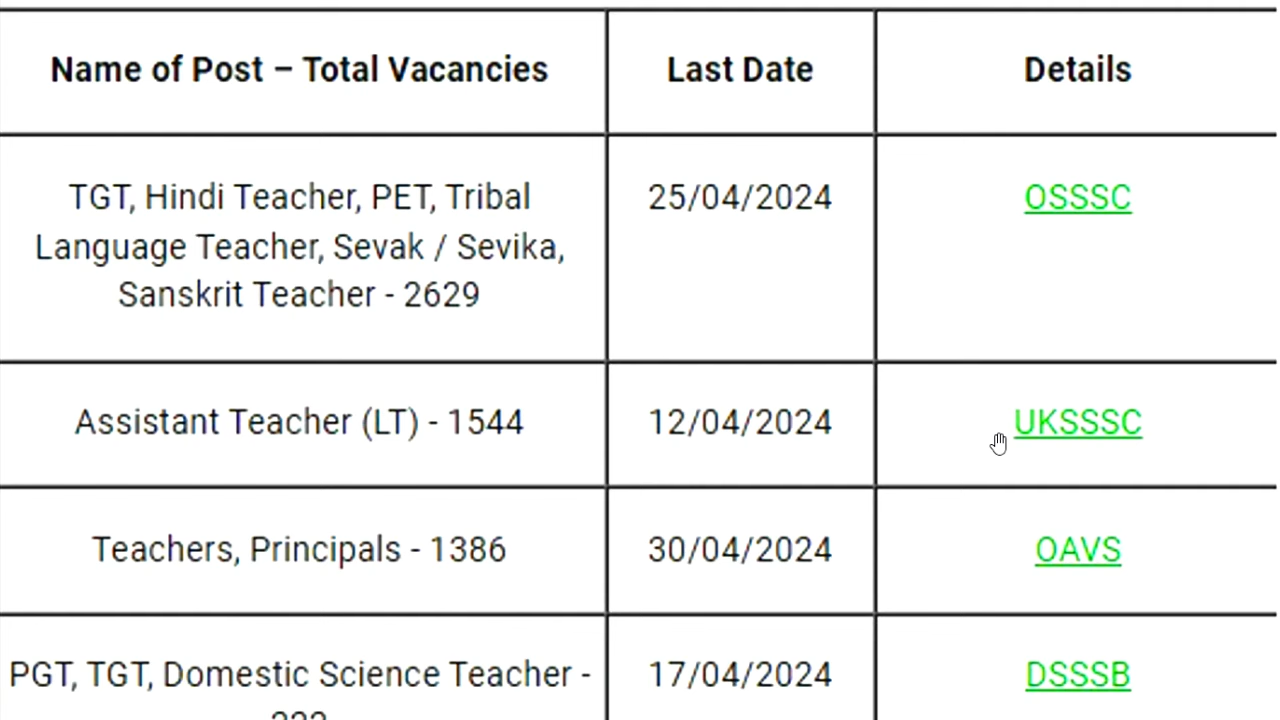 Name of Post – Total Vacancies
Last Date
Details
TGT, Hindi Teacher, PET, Tribal
Language Teacher, Sevak / Sevika,
Sanskrit Teacher - 2629
25/04/2024
OSSSC
Assistant Teacher (LT) - 1544
12/04/2024
UKSSSC
Teachers, Principals - 1386
30/04/2024
OAVS
PGT, TGT, Domestic Science Teacher -
17/04/2024
DSSSB